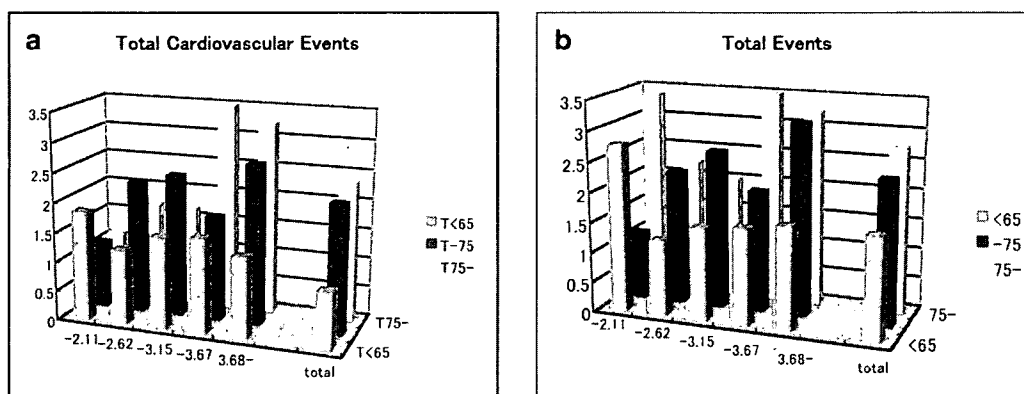 a
Total Cardiovascular Events
3.5
3
2.5
2
1.5
1
0.5
0
-2.11
-2.62
-3.15
-3.67
3.68-
total
T75-
T<65
T<65
T-75
T75-
b
Total Events
3.5
3
2.5
2
1.5
1
0.5
0
-2.11
-2.62
-3.15
-3.67
3.68-
total
75-
<65
<65
-75
75-